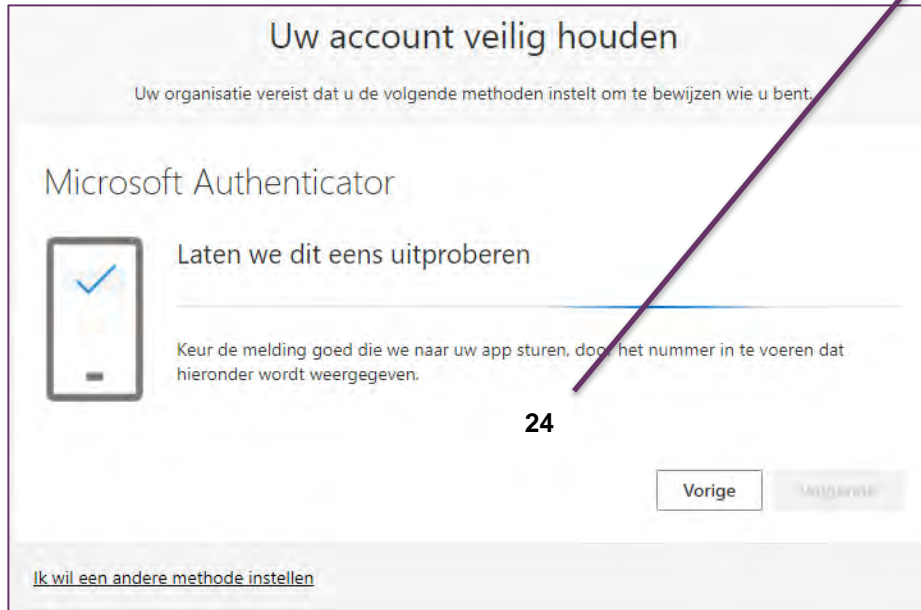 Uw account veilig houden
Uw organisatie vereist dat u de volgende methoden instelt om te bewijzen wie u bent.
Microsoft Authenticator
Laten we dit eens uitproberen
Keur de melding goed die we naar uw app sturen, door het nummer in te voeren dat
hieronder wordt weergegeven.
24
Vorige
Volgende
Ik wil een andere methode instellen